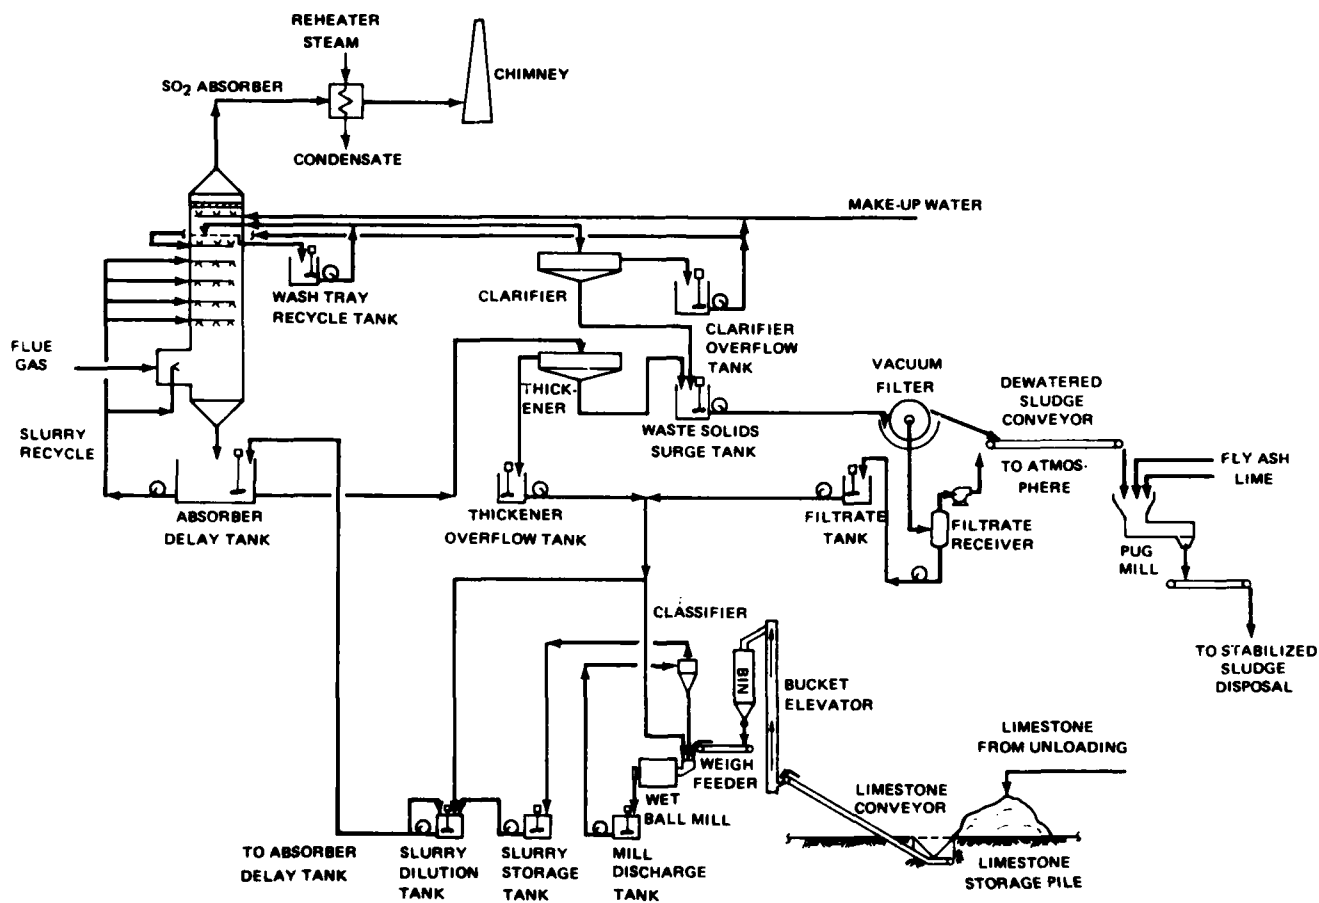 REHEATER
STEAM
CHIMNEY
SO2 ABSORBER
CONDENSATE
MAKE-UP WATER
WASH TRAY
RECYCLE TANK
CLARIFIER
CLARIFIER
OVERFLOW
TANK
FLUE
GAS
THICK-
ENER
VACUUM
FILTER
DEWATERED
SLUDGE
CONVEYOR
SLURRY
RECYCLE
WASTE SOLIDS
SURGE TANK
TO ATMOS-
PHERE
FLY ASH
LIME
ABSORBER
DELAY TANK
THICKENER
OVERFLOW TANK
FILTRATE
TANK
FILTRATE
RECEIVER
PUG
MILL
CLASSIFIER
TO STABILIZED
SLUDGE
DISPOSAL
BIN
BUCKET
ELEVATOR
LIMESTONE
FROM UNLOADING
WEIGH
FEEDER
LIMESTONE
CONVEYOR
WET
BALL MILL
TO ABSORBER
DELAY TANK
SLURRY
DILUTION
TANK
SLURRY
STORAGE
TANK
MILL
DISCHARGE
TANK
LIMESTONE
STORAGE PILE